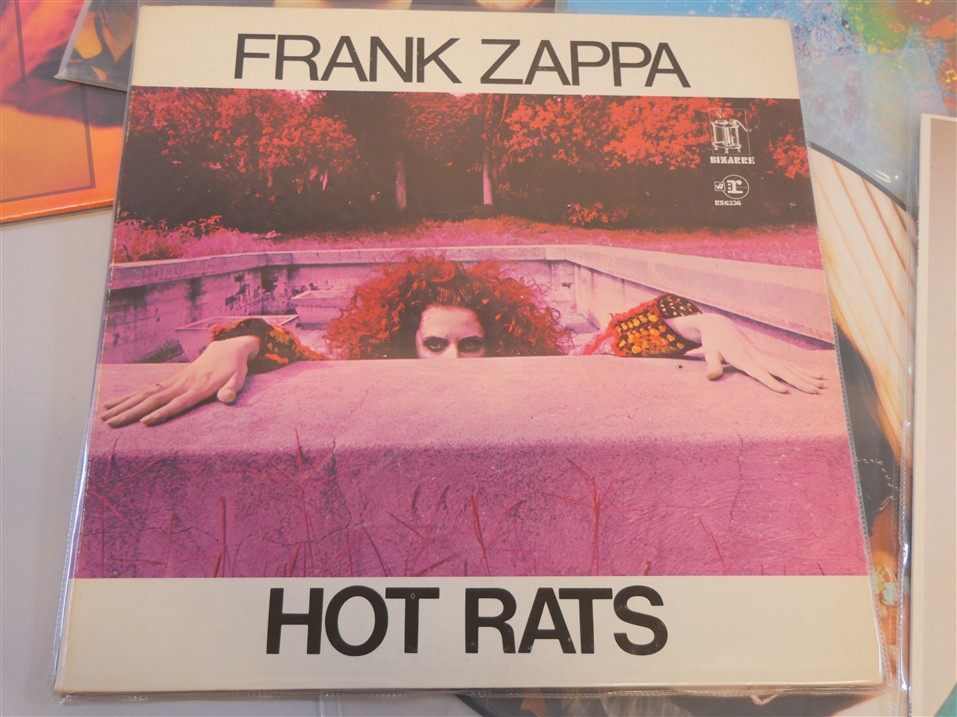 FRANK ZAPPA
BIZARRE
RS6356
HOT RATS